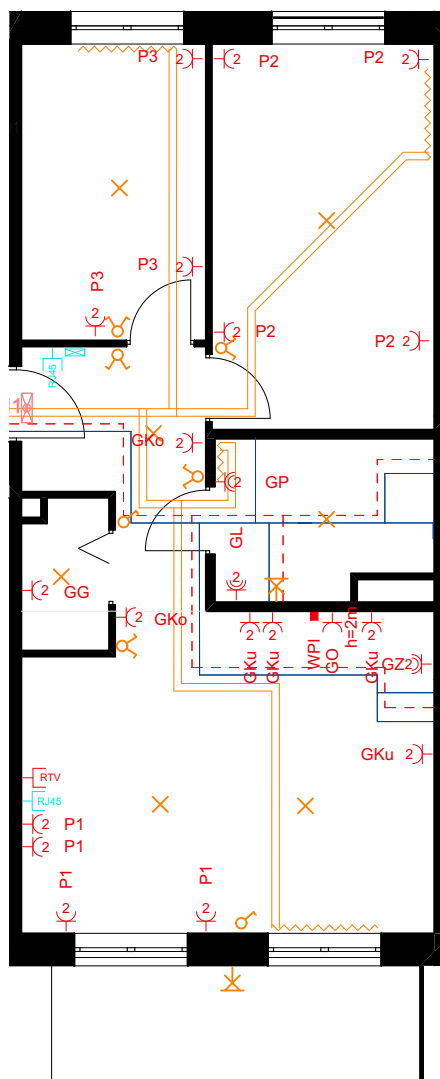 P3 2
2 P2
P2 2
P3
2
P3 2
2 P2
P2 2
RJ45
1
GKo 2
2 GP
GL
2
2 GG
2 GKo
2 GKu
2 GKu
WPI
GO
h=2m
2 GKu
GZ 2
GKu 2
RTV
RJ45
2 P1
2 P1
P1
2
P1
2